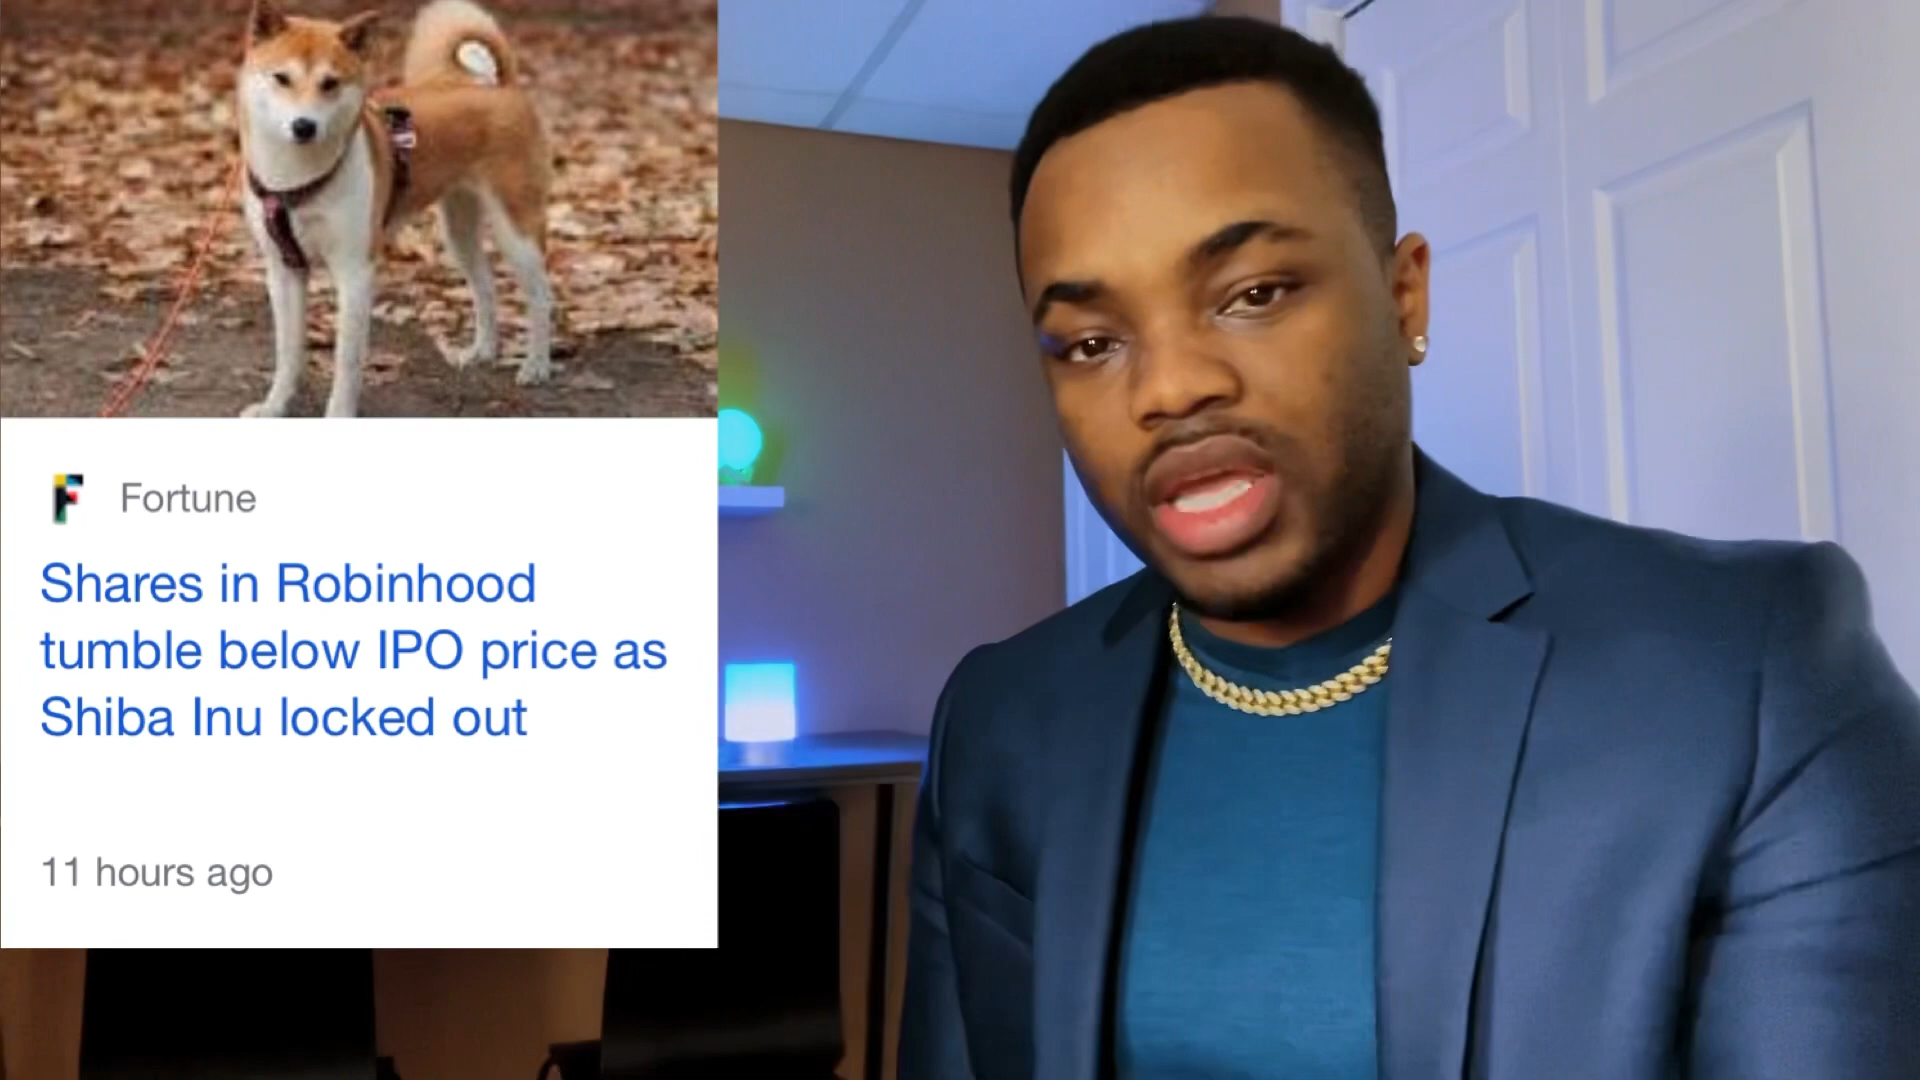 Fortune
Shares in Robinhood
tumble below IPO price as
Shiba Inu locked out
11 hours ago